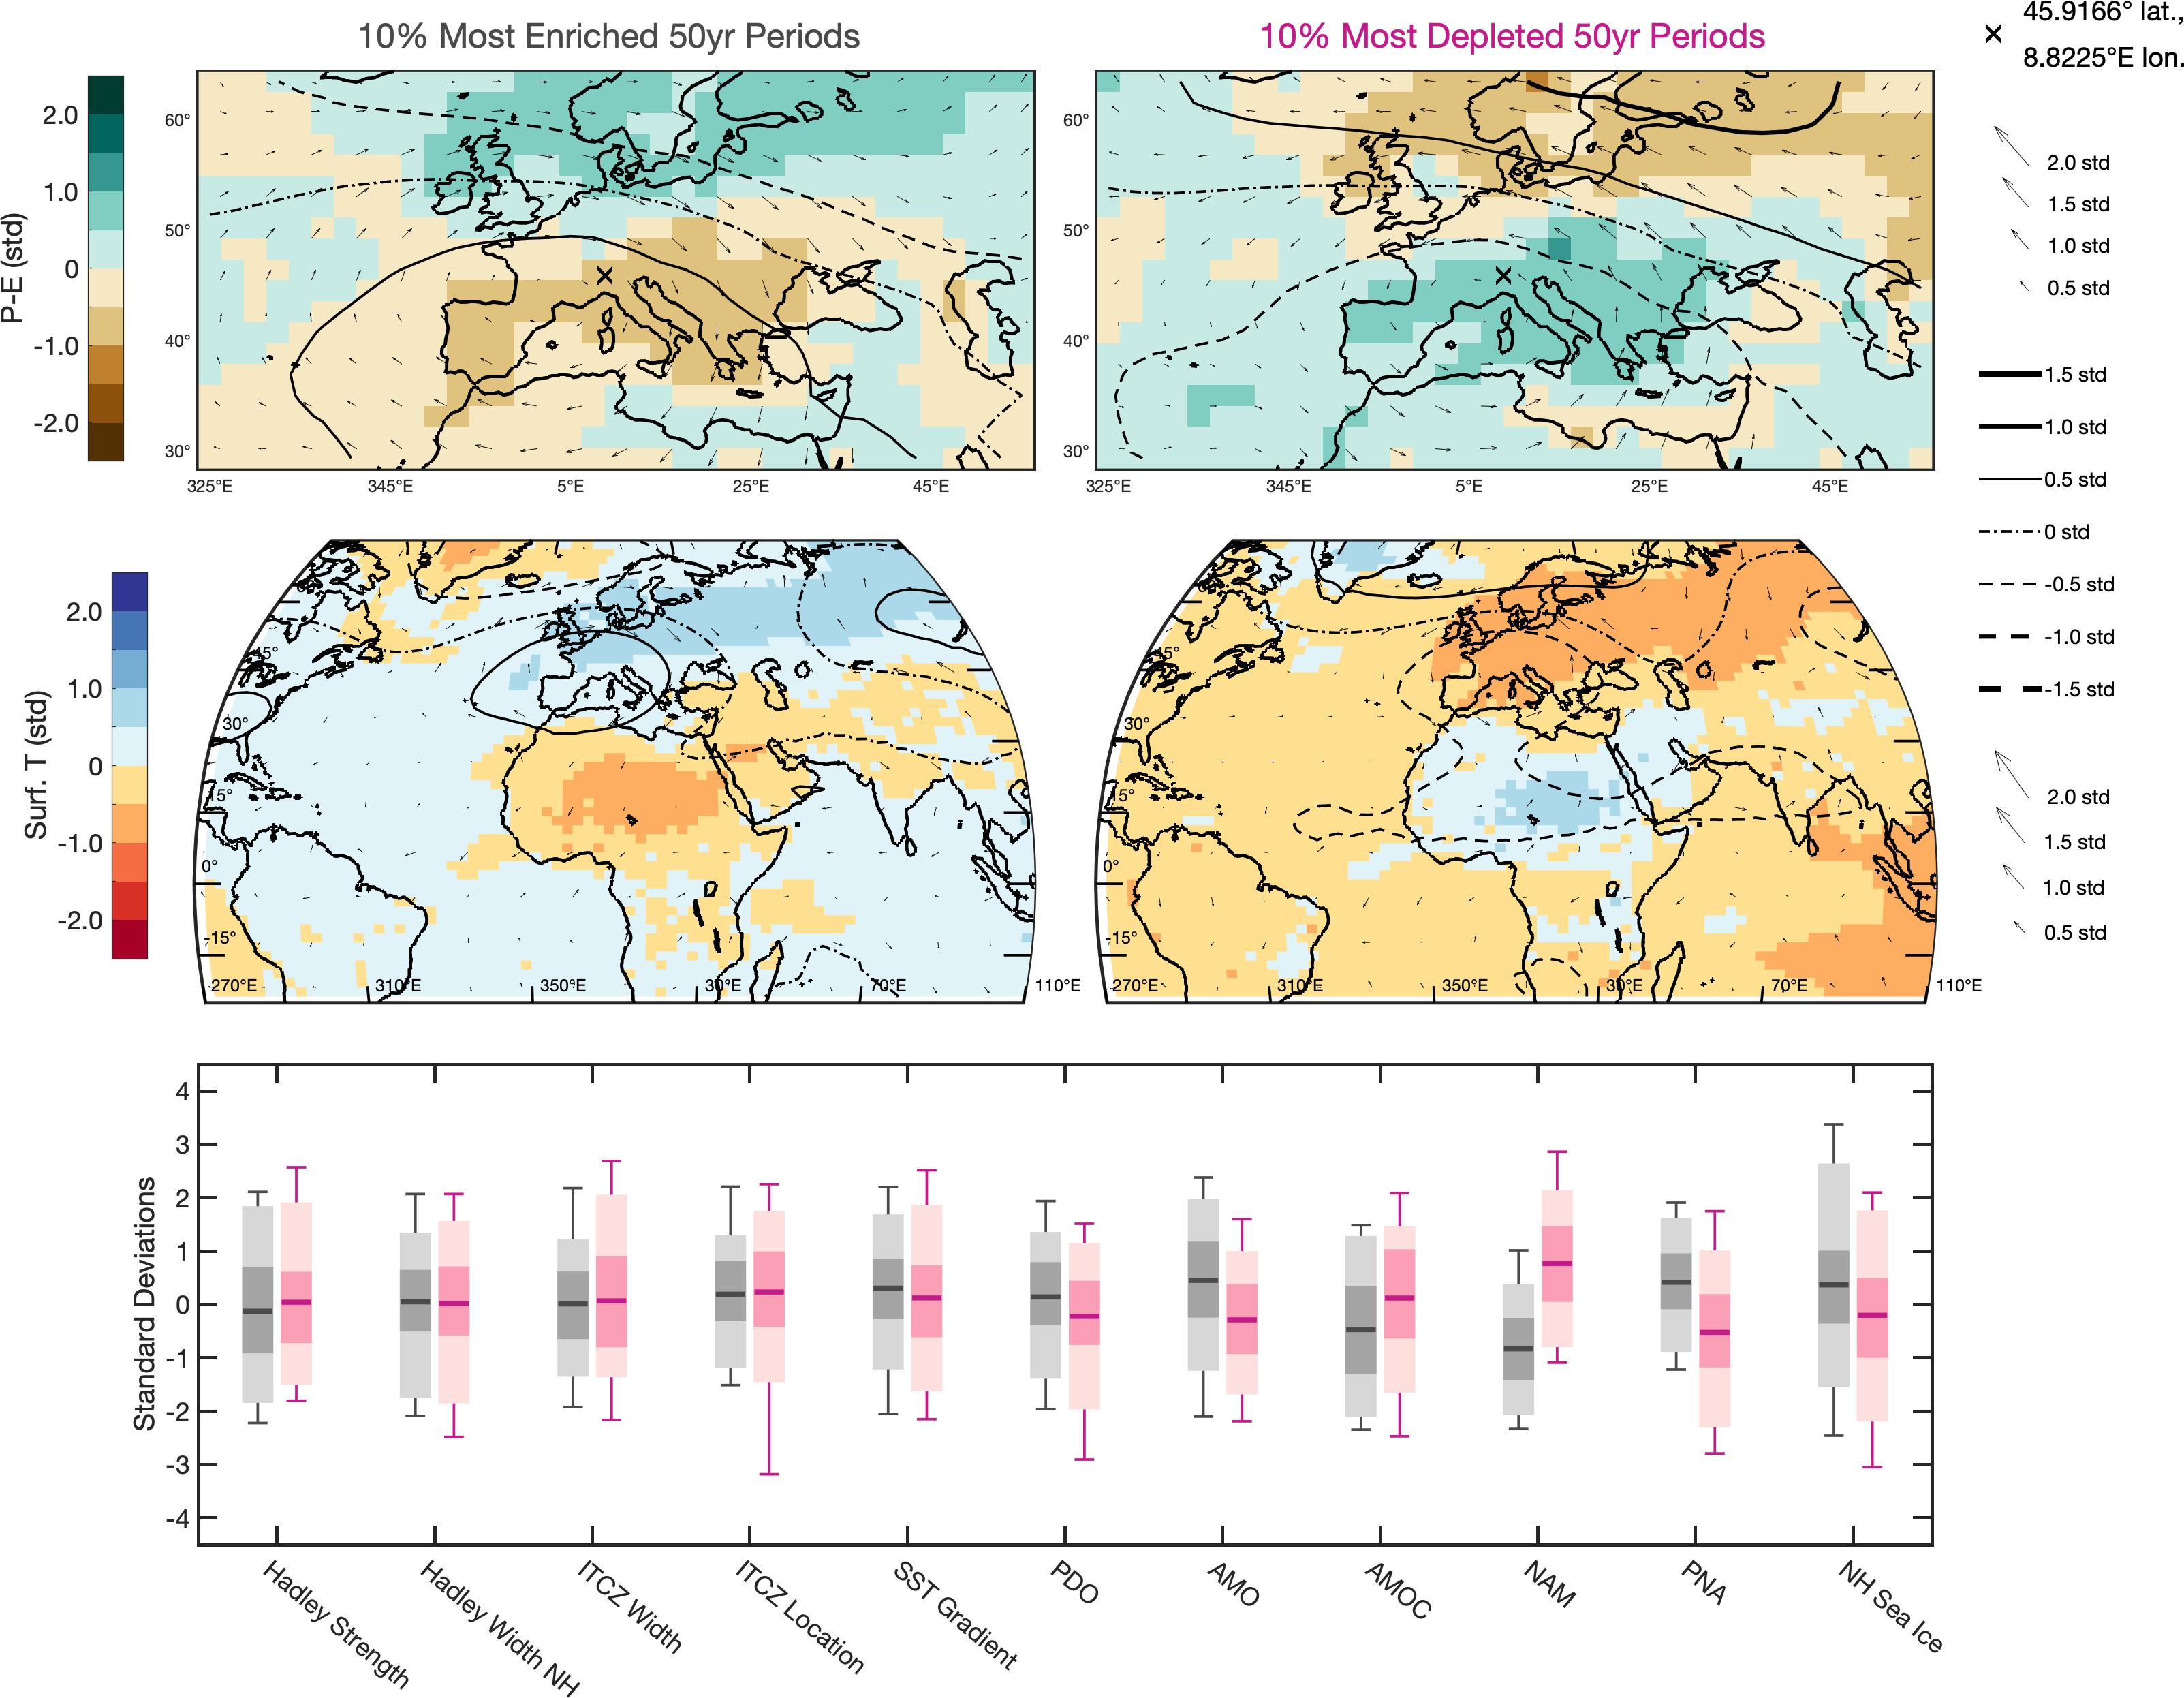 10% Most Enriched 50yr Periods
10% Most Depleted 50yr Periods
45.9166° lat.,
8.8225°E lon.
P-E (std)
2.0
1.0
0
-1.0
-2.0
60°
50°
40°
30°
325°E 345°E 5°E 25°E 45°E
60°
50°
40°
30°
325°E 345°E 5°E 25°E 45°E
2.0 std
1.5 std
1.0 std
0.5 std
1.5 std
1.0 std
0.5 std
0 std
-0.5 std
-1.0 std
-1.5 std
Surf. T (std)
2.0
1.0
0
-1.0
-2.0
45°
30°
15°
0°
-15°
270°E 310°E 350°E 30°E 70°E 110°E
45°
30°
15°
0°
-15°
270°E 310°E 350°E 30°E 70°E 110°E
2.0 std
1.5 std
1.0 std
0.5 std
Standard Deviations
4
3
2
1
0
-1
-2
-3
-4
Hadley Strength
Hadley Width NH
ITCZ Width
ITCZ Location
SST Gradient
PDO
AMO
AMOC
NAM
PNA
NH Sea Ice